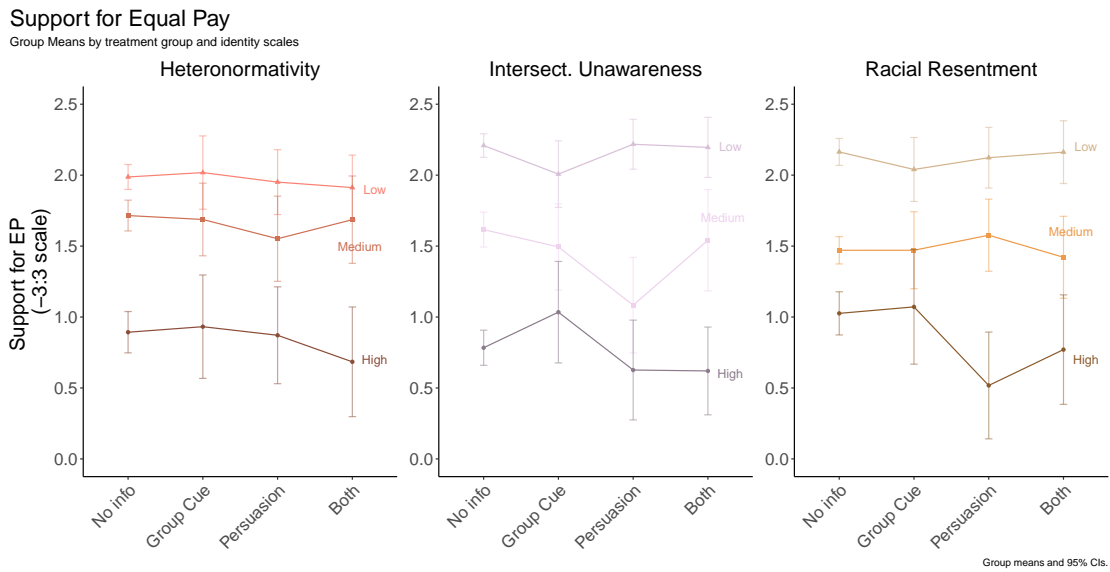 Support for Equal Pay
Group Means by treatment group and identity scales
Heteronormativity
Intersect. Unawareness
Racial Resentment
Support for EP
(−3:3 scale)
2.5
2.0
1.5
1.0
0.5
0.0
Low
Medium
High
No info
Group Cue
Persuasion
Both
2.5
2.0
1.5
1.0
0.5
0.0
Low
Medium
High
No info
Group Cue
Persuasion
Both
2.5
2.0
1.5
1.0
0.5
0.0
Low
Medium
High
No info
Group Cue
Persuasion
Both
Group means and 95% CIs.